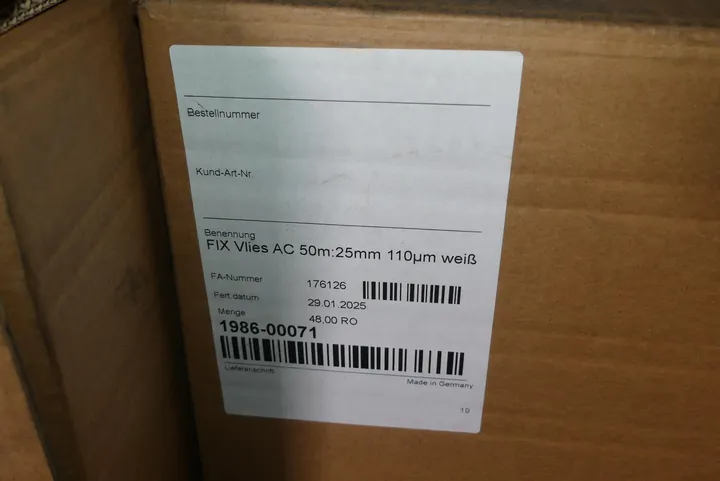 Bestellnummer
Kund-Art-Nr.
Benennung
FIX Vlies AC 50m:25mm 110µm weiß
FA-Nummer 176126
Fert.datum 29.01.2025
Menge 48,00 RO
1986-00071
Lieferanschrift
Made in Germany
19